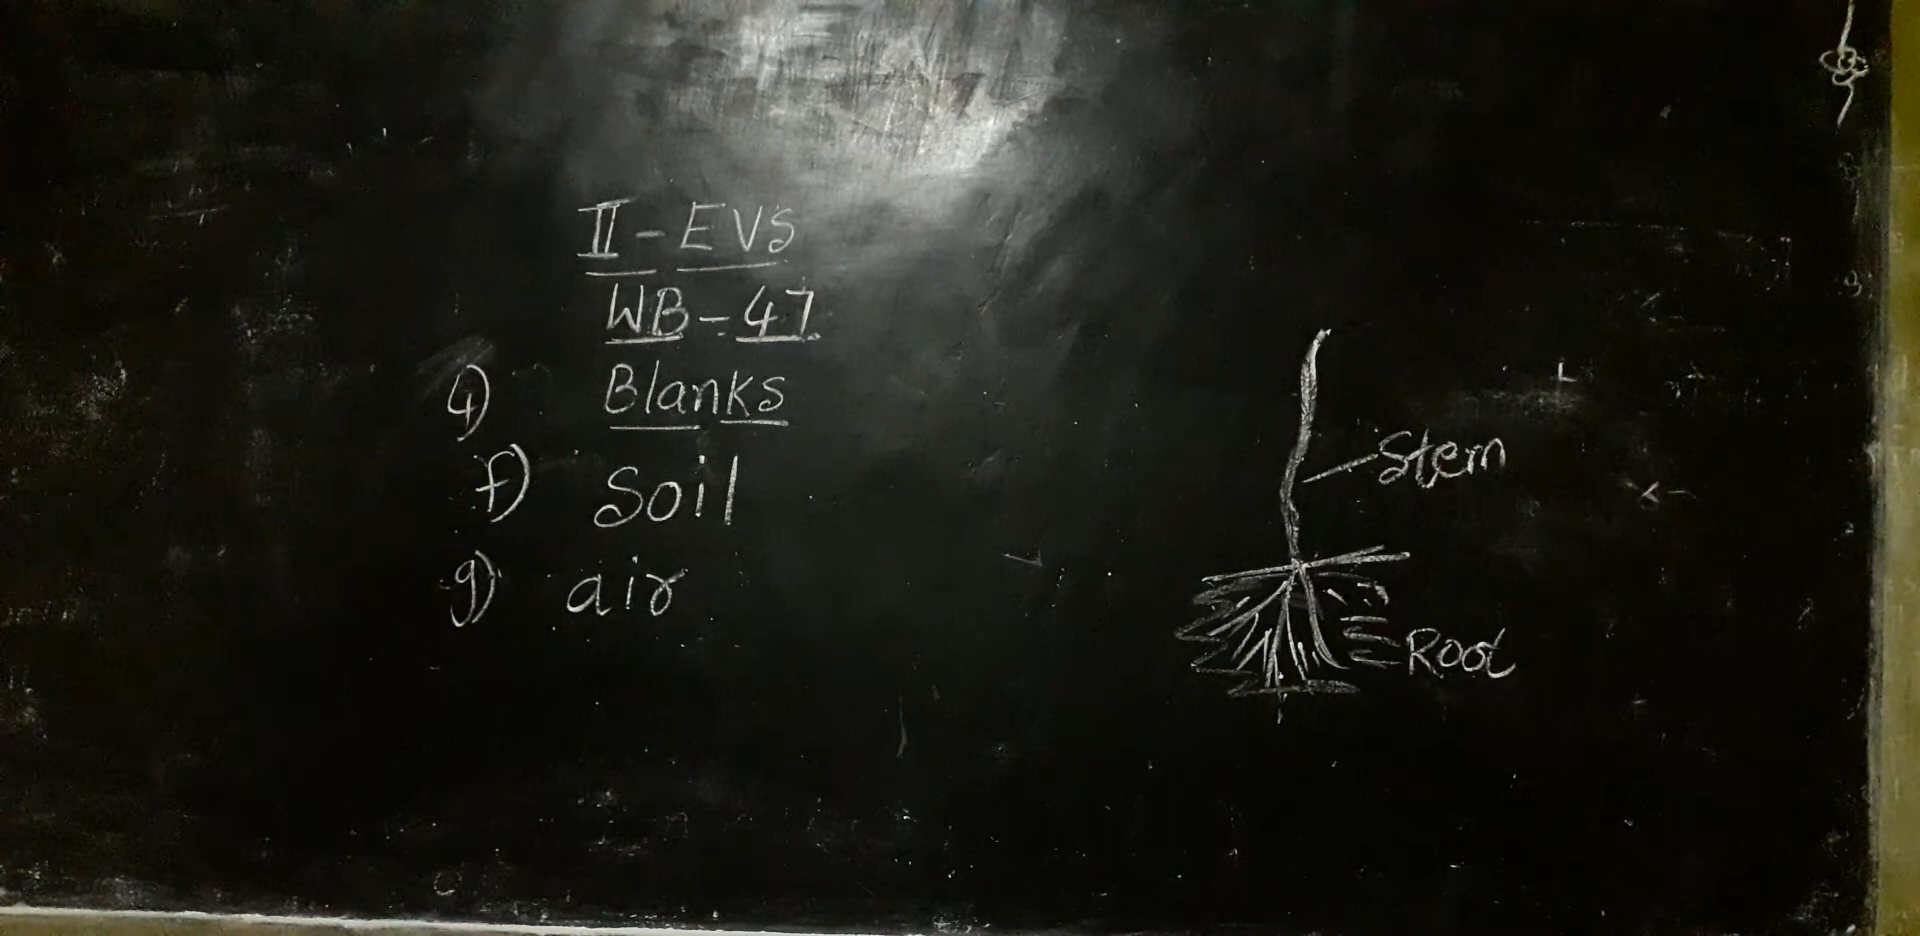 II - EVS
WB - 47
4) Blanks
f) Soil
g) air
Stem
Root